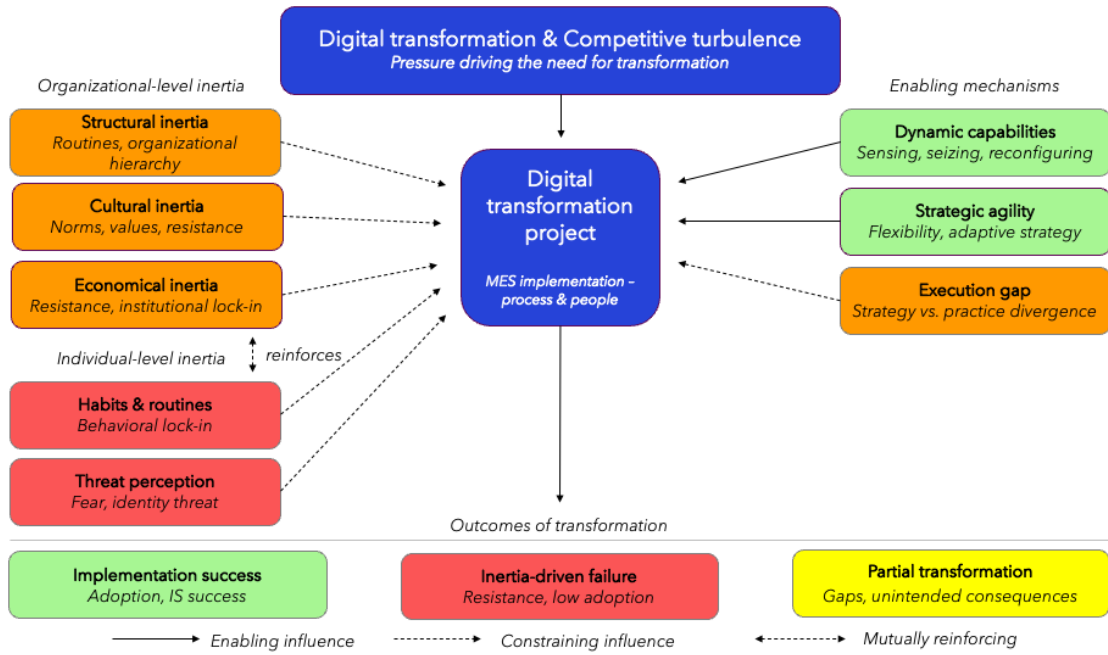 Digital transformation & Competitive turbulence
Pressure driving the need for transformation
Organizational-level inertia
Structural inertia
Routines, organizational
hierarchy
Cultural inertia
Norms, values, resistance
Economical inertia
Resistance, institutional lock-in
Individual-level inertia
reinforces
Habits & routines
Behavioral lock-in
Threat perception
Fear, identity threat
Digital
transformation
project
MES implementation –
process & people
Enabling mechanisms
Dynamic capabilities
Sensing, seizing, reconfiguring
Strategic agility
Flexibility, adaptive strategy
Execution gap
Strategy vs. practice divergence
Outcomes of transformation
Implementation success
Adoption, IS success
Inertia-driven failure
Resistance, low adoption
Partial transformation
Gaps, unintended consequences
Enabling influence
Constraining influence
Mutually reinforcing